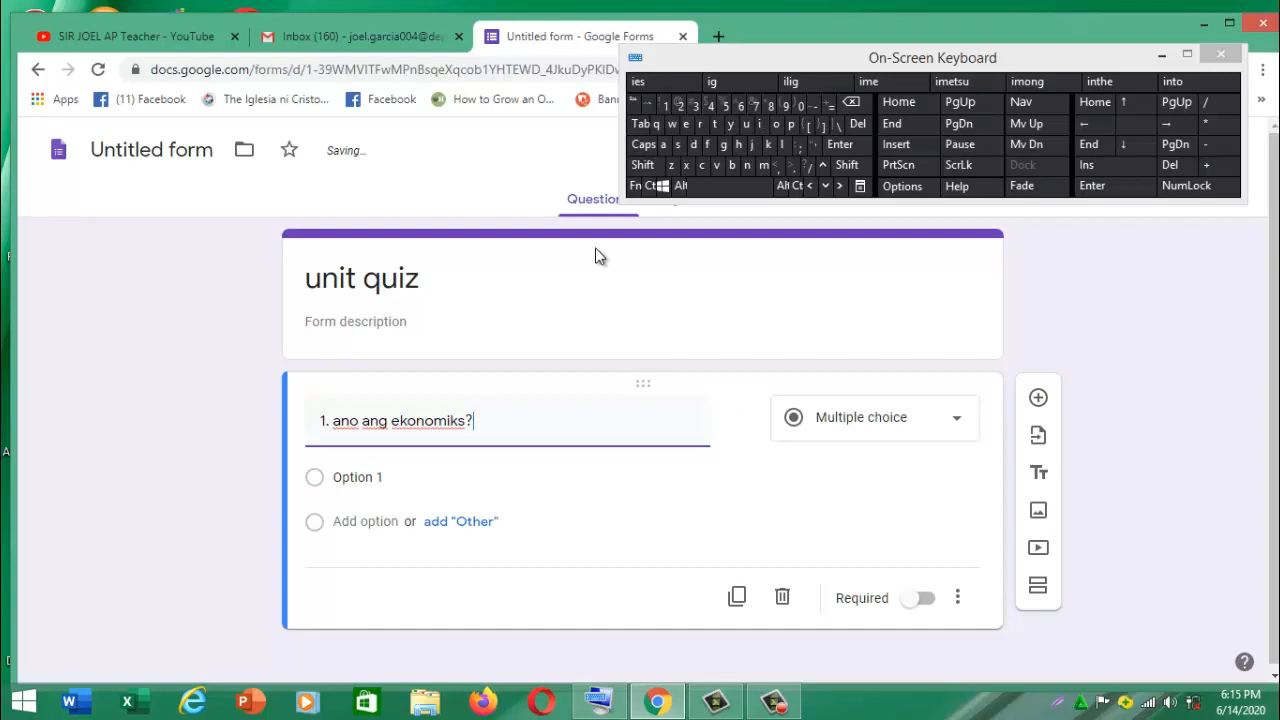 SIR JOEL AP Teacher - YouTube
Inbox (160) - joel.garcia004@de
Untitled form - Google Forms
On-Screen Keyboard
docs.google.com/forms/d/1-39WMVITFwMPnBsqeXqcob1YHTEWD_4JkuDyPKIDv
ies ig ilig ime imetsu imong inthe into
Apps
(11) Facebook
The Iglesia ni Cristo...
Facebook
How to Grow an O...
Bann
Home PgUp Nav Home ↑ PgUp /
Tab q w e r t y u i o p [ ] \ Del End PgDn Mv Up ← → *
Caps a s d f g h j k l ; ' Enter Insert Pause Mv Dn End ↓ PgDn -
Shift z x c v b n m , . / Shift PrtScn ScrLk Dock Ins Del +
Fn Ct Alt Alt Ct Options Help Fade Enter NumLock
Untitled form
Saving...
Question
unit quiz
Form description
1. ano ang ekonomiks?
Multiple choice
Option 1
Add option or add "Other"
Required
6:15 PM
6/14/2020